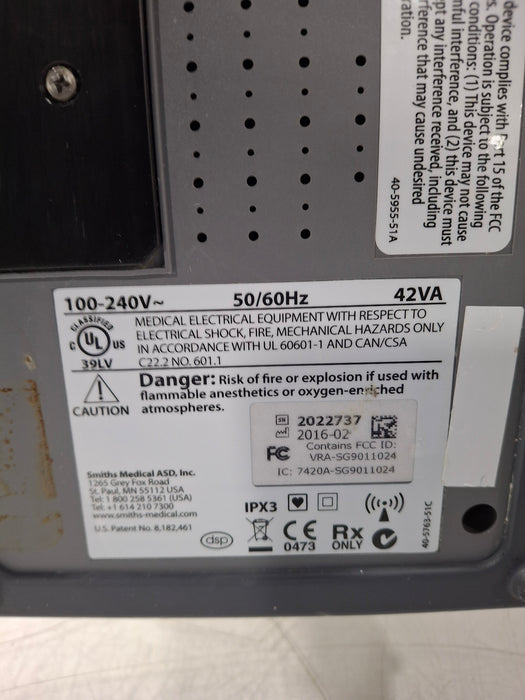 device complies with Part 15 of the FCC
s. Operation is subject to the following
conditions: (1) This device may not cause
mful interference, and (2) this device must
pt any interference received, including
rference that may cause undesired
ration.
40-5955-51A
100-240V~ 50/60Hz 42VA
CLASSIFIED
C UL US
39LV
MEDICAL ELECTRICAL EQUIPMENT WITH RESPECT TO
ELECTRICAL SHOCK, FIRE, MECHANICAL HAZARDS ONLY
IN ACCORDANCE WITH UL 60601-1 AND CAN/CSA
C22.2 NO. 601.1
CAUTION
Danger: Risk of fire or explosion if used with
flammable anesthetics or oxygen-enriched
atmospheres.
SN 2022737
2016-02
FC Contains FCC ID:
VRA-SG9011024
IC: 7420A-SG9011024
Smiths Medical ASD, Inc.
1265 Grey Fox Road
St. Paul, MN 55112 USA
Tel: 1 800 258 5361 (USA)
Tel: +1 614 210 7300
www.smiths-medical.com
U.S. Patent No. 8,182,461
dsp
IPX3
CE
0473
Rx
ONLY
40-5763-51C